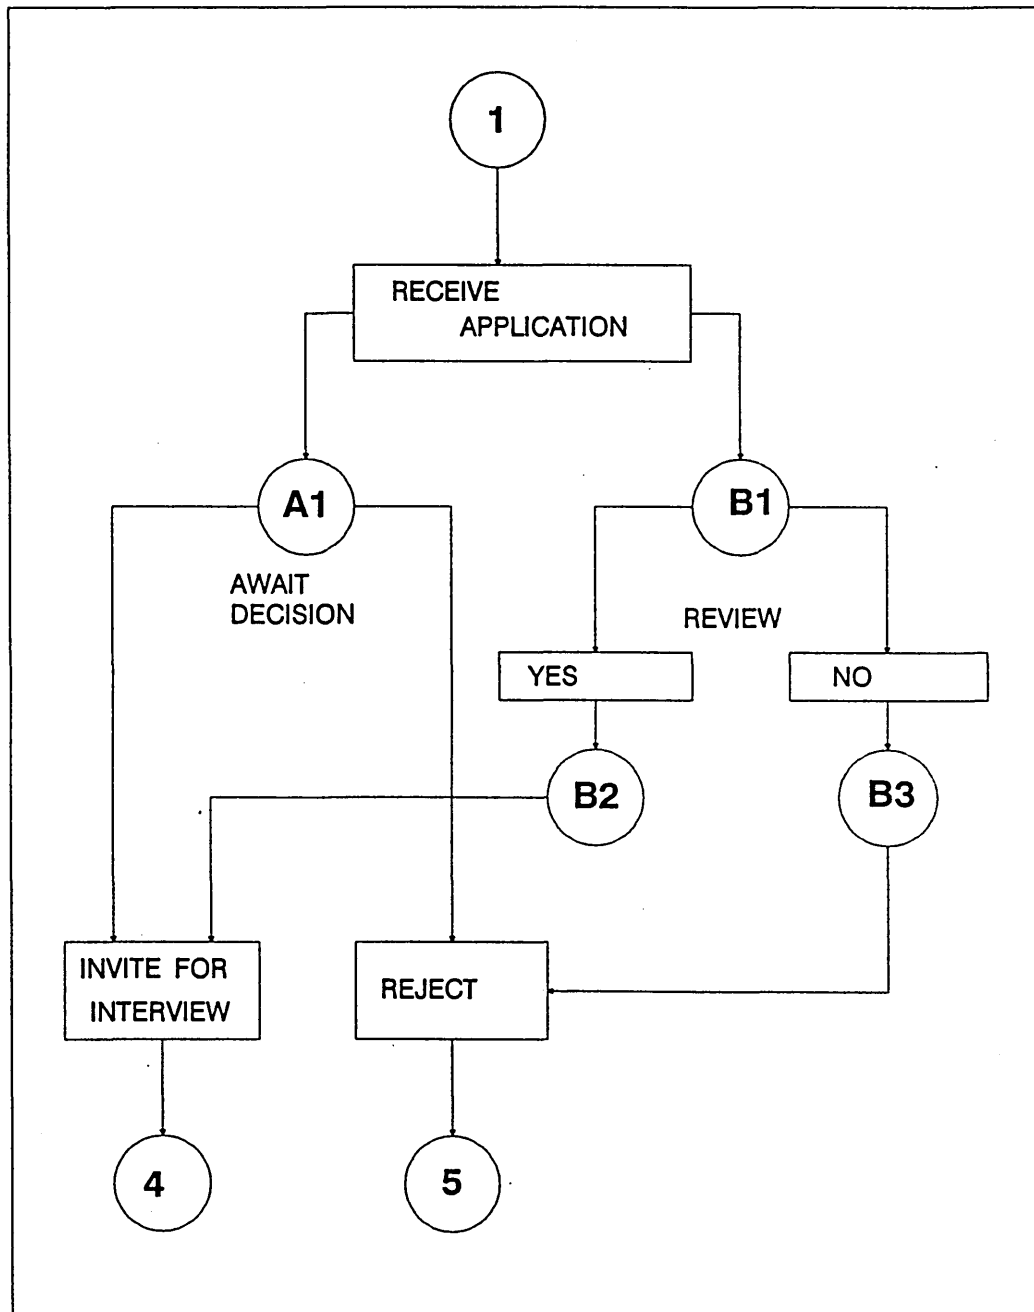 1
RECEIVE
APPLICATION
A1
B1
AWAIT
DECISION
REVIEW
YES
NO
B2
B3
INVITE FOR
INTERVIEW
REJECT
4
5